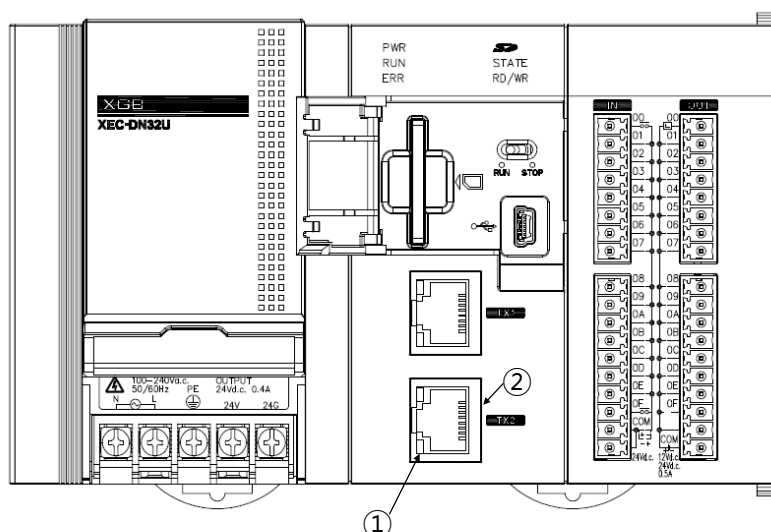 PWR
RUN
ERR
SD
STATE
RD/WR
XGB
XEC-DN32U
RUN STOP
IN
OUT
00 00
01 01
02 02
03 03
04 04
05 05
06 06
07 07
08 08
09 09
0A 0A
0B 0B
0C 0C
0D 0D
0E 0E
0F 0F
COM COM
24Vd.c.
12Vd.c.
24Vd.c.
0.5A
TX1
②
TX2
100-240Va.c.
50/60Hz
PE
OUTPUT
24Vd.c. 0.4A
N L
24V 24G
①